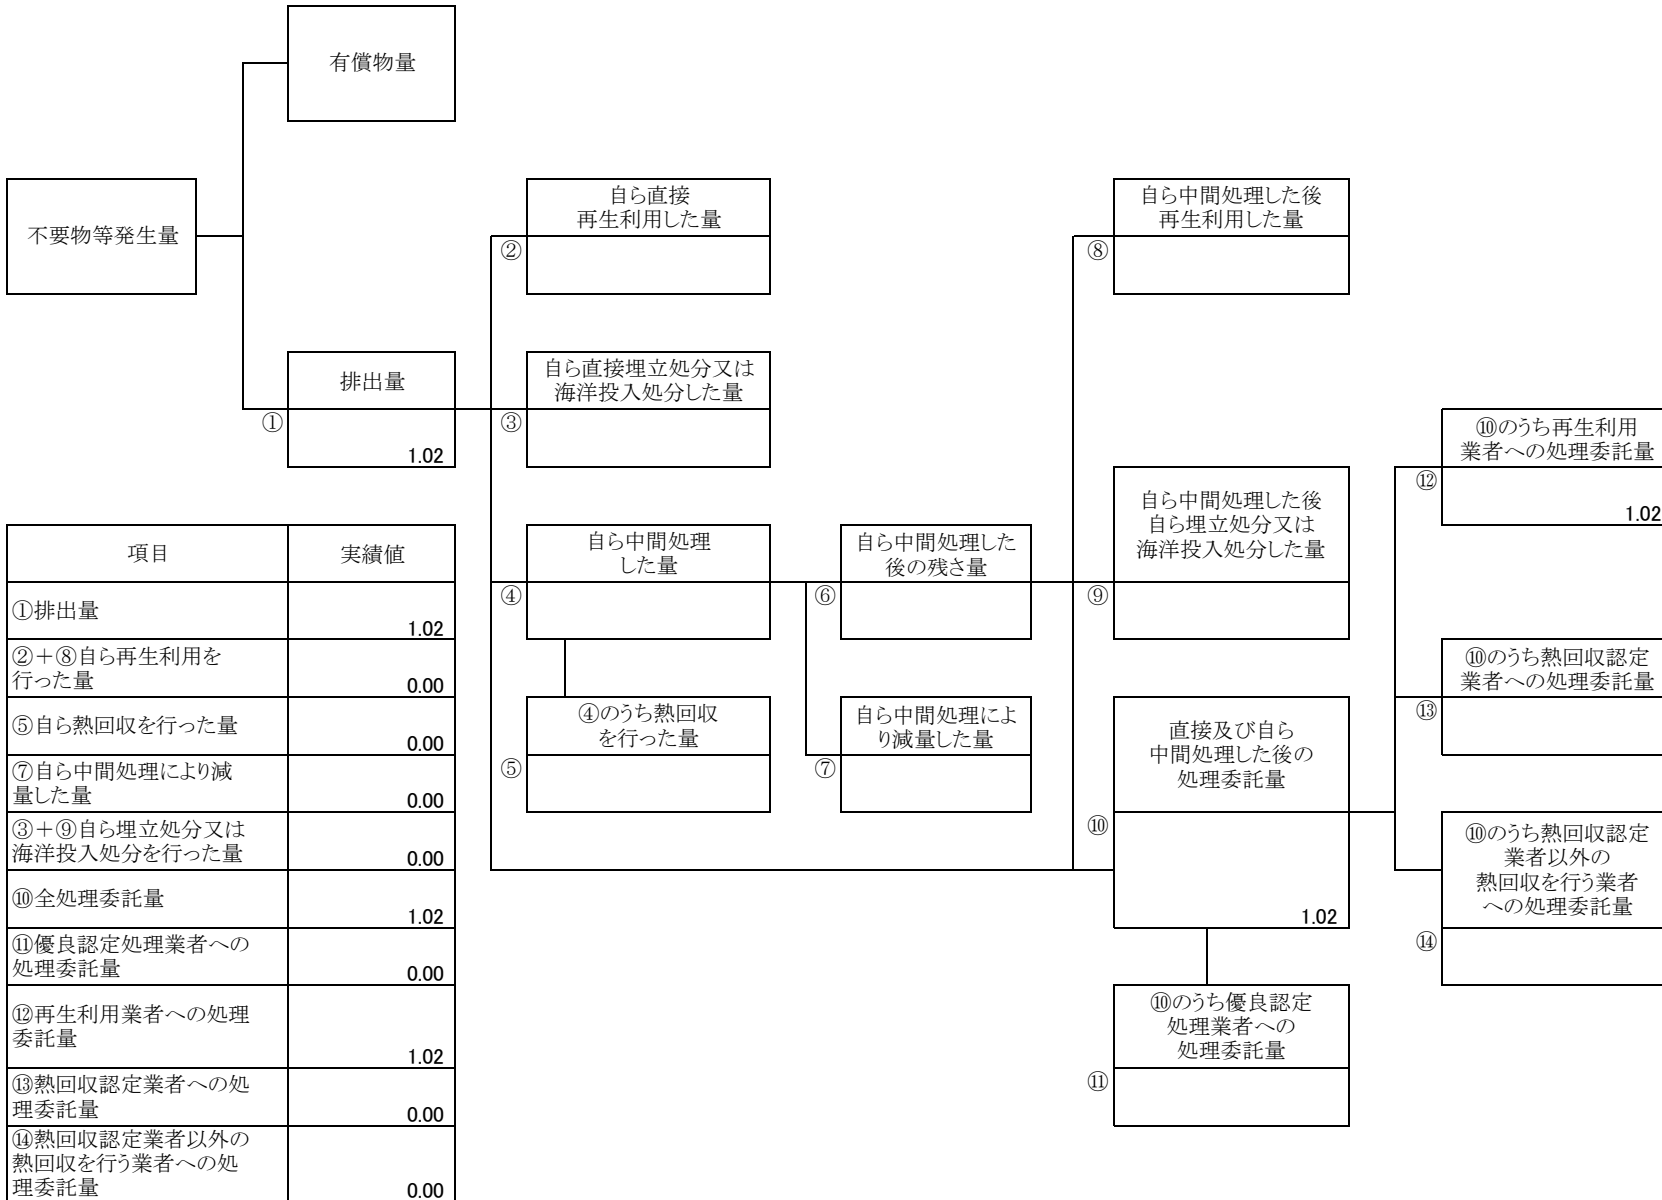 有償物量
不要物等発生量
自ら直接
再生利用した量
②
自ら中間処理した後
再生利用した量
⑧
排出量
①
1.02
自ら直接埋立処分又は
海洋投入処分した量
③
⑩のうち再生利用
業者への処理委託量
⑫
1.02
自ら中間処理
した量
④
自ら中間処理した
後の残さ量
⑥
自ら中間処理した後
自ら埋立処分又は
海洋投入処分した量
⑨
⑩のうち熱回収認定
業者への処理委託量
⑬
④のうち熱回収
を行った量
⑤
自ら中間処理によ
り減量した量
⑦
直接及び自ら
中間処理した後の
処理委託量
⑩
1.02
⑩のうち熱回収認定
業者以外の
熱回収を行う業者
への処理委託量
⑭
⑩のうち優良認定
処理業者への
処理委託量
⑪
項目 実績値
①排出量
1.02
②+⑧自ら再生利用を
行った量
0.00
⑤自ら熱回収を行った量
0.00
⑦自ら中間処理により減
量した量
0.00
③+⑨自ら埋立処分又は
海洋投入処分を行った量
0.00
⑩全処理委託量
1.02
⑪優良認定処理業者への
処理委託量
0.00
⑫再生利用業者への処理
委託量
1.02
⑬熱回収認定業者への処
理委託量
0.00
⑭熱回収認定業者以外の
熱回収を行う業者への処
理委託量
0.00